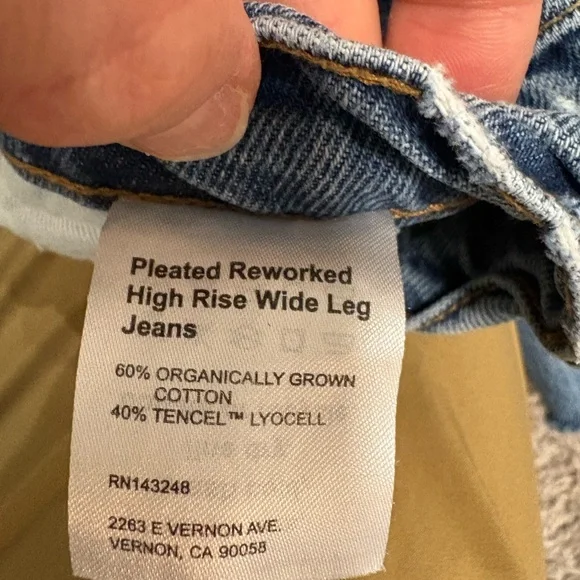 Pleated Reworked
High Rise Wide Leg
Jeans
60% ORGANICALLY GROWN
COTTON
40% TENCEL™ LYOCELL
RN143248
2263 E VERNON AVE.
VERNON, CA 90058